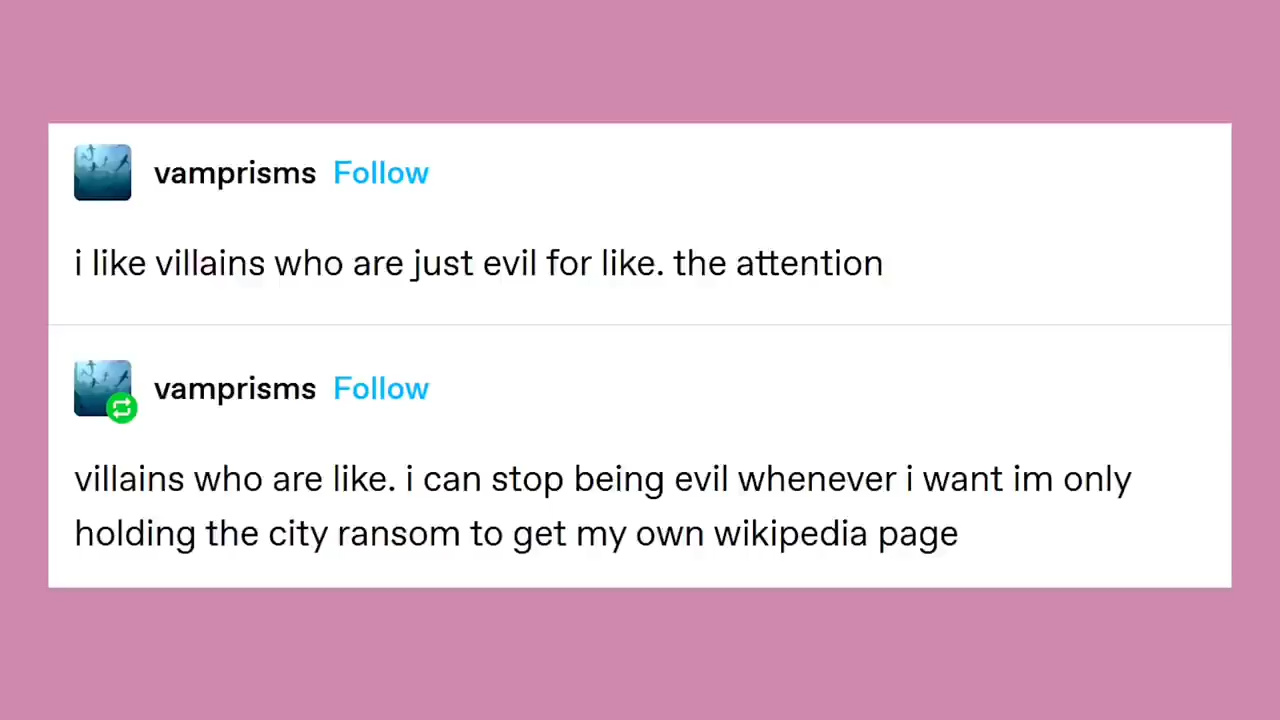 vamprisms Follow
i like villains who are just evil for like. the attention
vamprisms Follow
villains who are like. i can stop being evil whenever i want im only
holding the city ransom to get my own wikipedia page